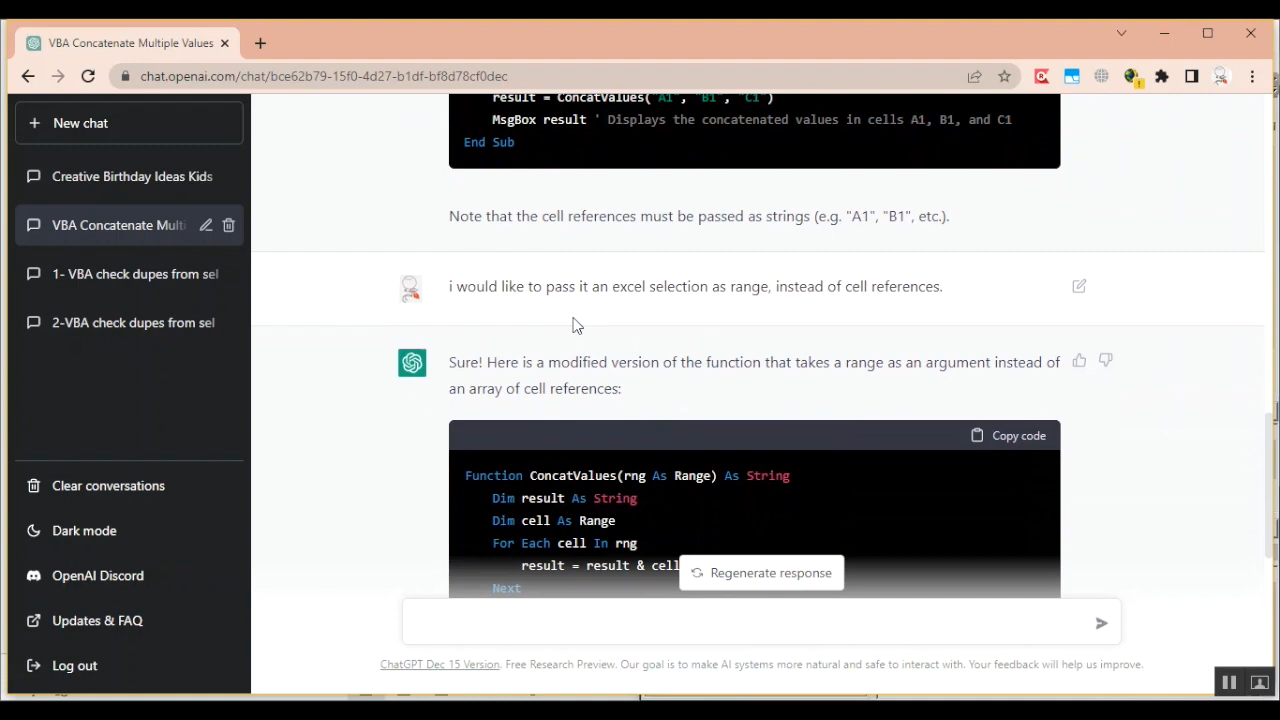 VBA Concatenate Multiple Values
chat.openai.com/chat/bce62b79-15f0-4d27-b1df-bf8d78cf0dec
New chat
Creative Birthday Ideas Kids
VBA Concatenate Multi
1- VBA check dupes from sel
2-VBA check dupes from sel
Clear conversations
Dark mode
OpenAI Discord
Updates & FAQ
Log out
result = ConcatValues("A1", "B1", "C1")
MsgBox result ' Displays the concatenated values in cells A1, B1, and C1
End Sub
Note that the cell references must be passed as strings (e.g. "A1", "B1", etc.).
i would like to pass it an excel selection as range, instead of cell references.
Sure! Here is a modified version of the function that takes a range as an argument instead of
an array of cell references:
Copy code
Function ConcatValues(rng As Range) As String
Dim result As String
Dim cell As Range
For Each cell In rng
result = result & cell
Next
Regenerate response
ChatGPT Dec 15 Version. Free Research Preview. Our goal is to make AI systems more natural and safe to interact with. Your feedback will help us improve.